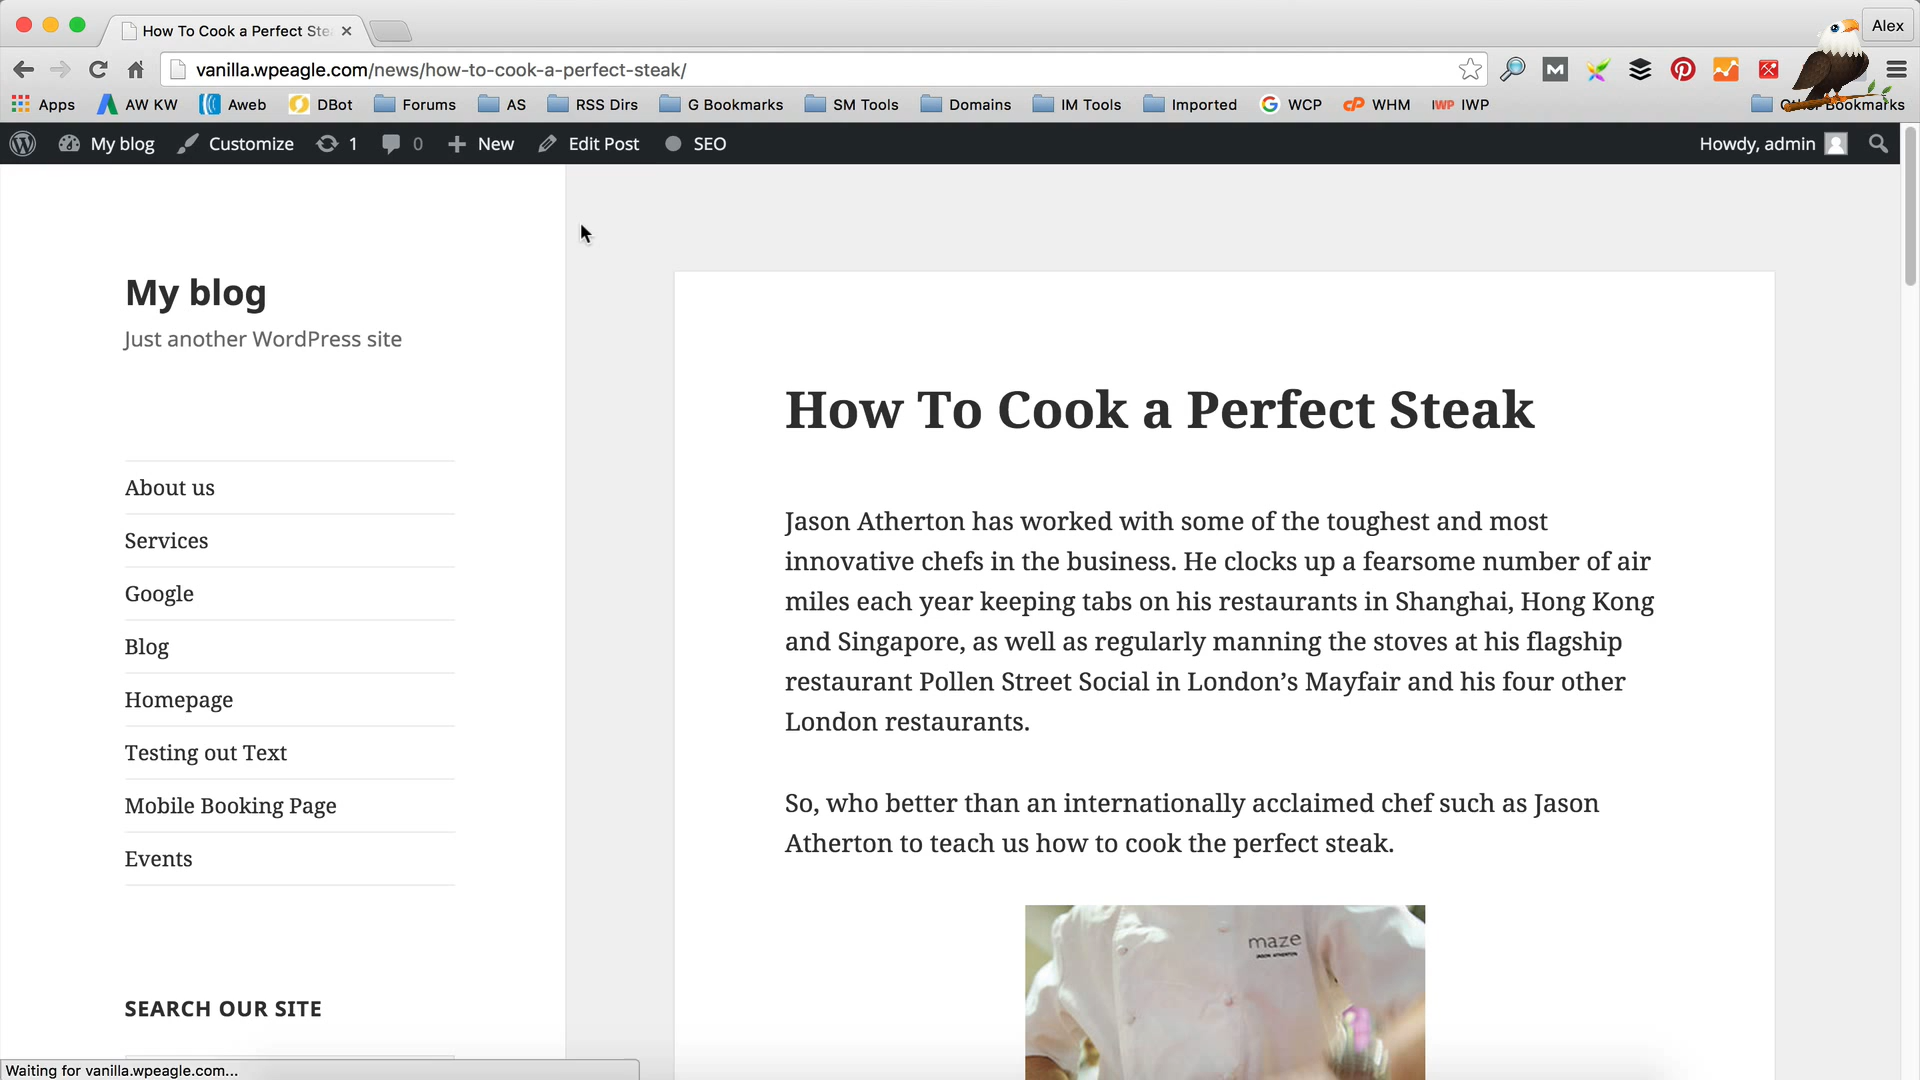 How To Cook a Perfect Ste
Alex
vanilla.wpeagle.com/news/how-to-cook-a-perfect-steak/
Apps AW KW Aweb DBot Forums AS RSS Dirs G Bookmarks SM Tools Domains IM Tools Imported WCP WHM IWP IWP Other Bookmarks
My blog Customize 1 0 New Edit Post SEO Howdy, admin
My blog
Just another WordPress site
About us
Services
Google
Blog
Homepage
Testing out Text
Mobile Booking Page
Events
SEARCH OUR SITE
How To Cook a Perfect Steak
Jason Atherton has worked with some of the toughest and most
innovative chefs in the business. He clocks up a fearsome number of air
miles each year keeping tabs on his restaurants in Shanghai, Hong Kong
and Singapore, as well as regularly manning the stoves at his flagship
restaurant Pollen Street Social in London’s Mayfair and his four other
London restaurants.
So, who better than an internationally acclaimed chef such as Jason
Atherton to teach us how to cook the perfect steak.
maze
JASON ATHERTON
Waiting for vanilla.wpeagle.com...